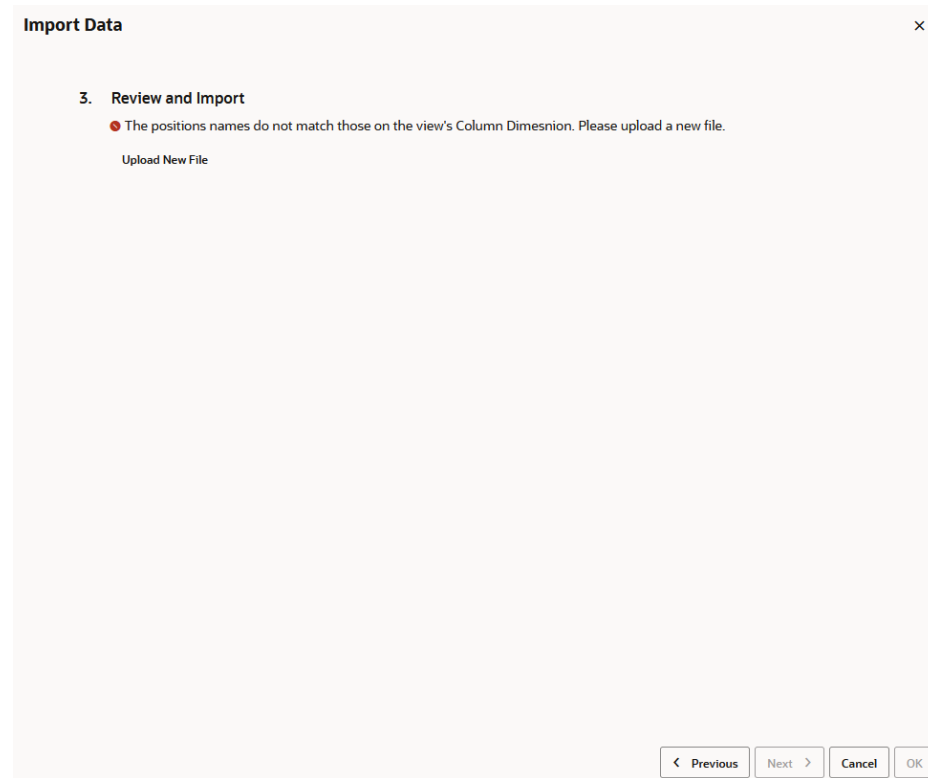 Import Data
3. Review and Import
The positions names do not match those on the view's Column Dimesnion. Please upload a new file.
Upload New File
Previous
Next
Cancel
OK